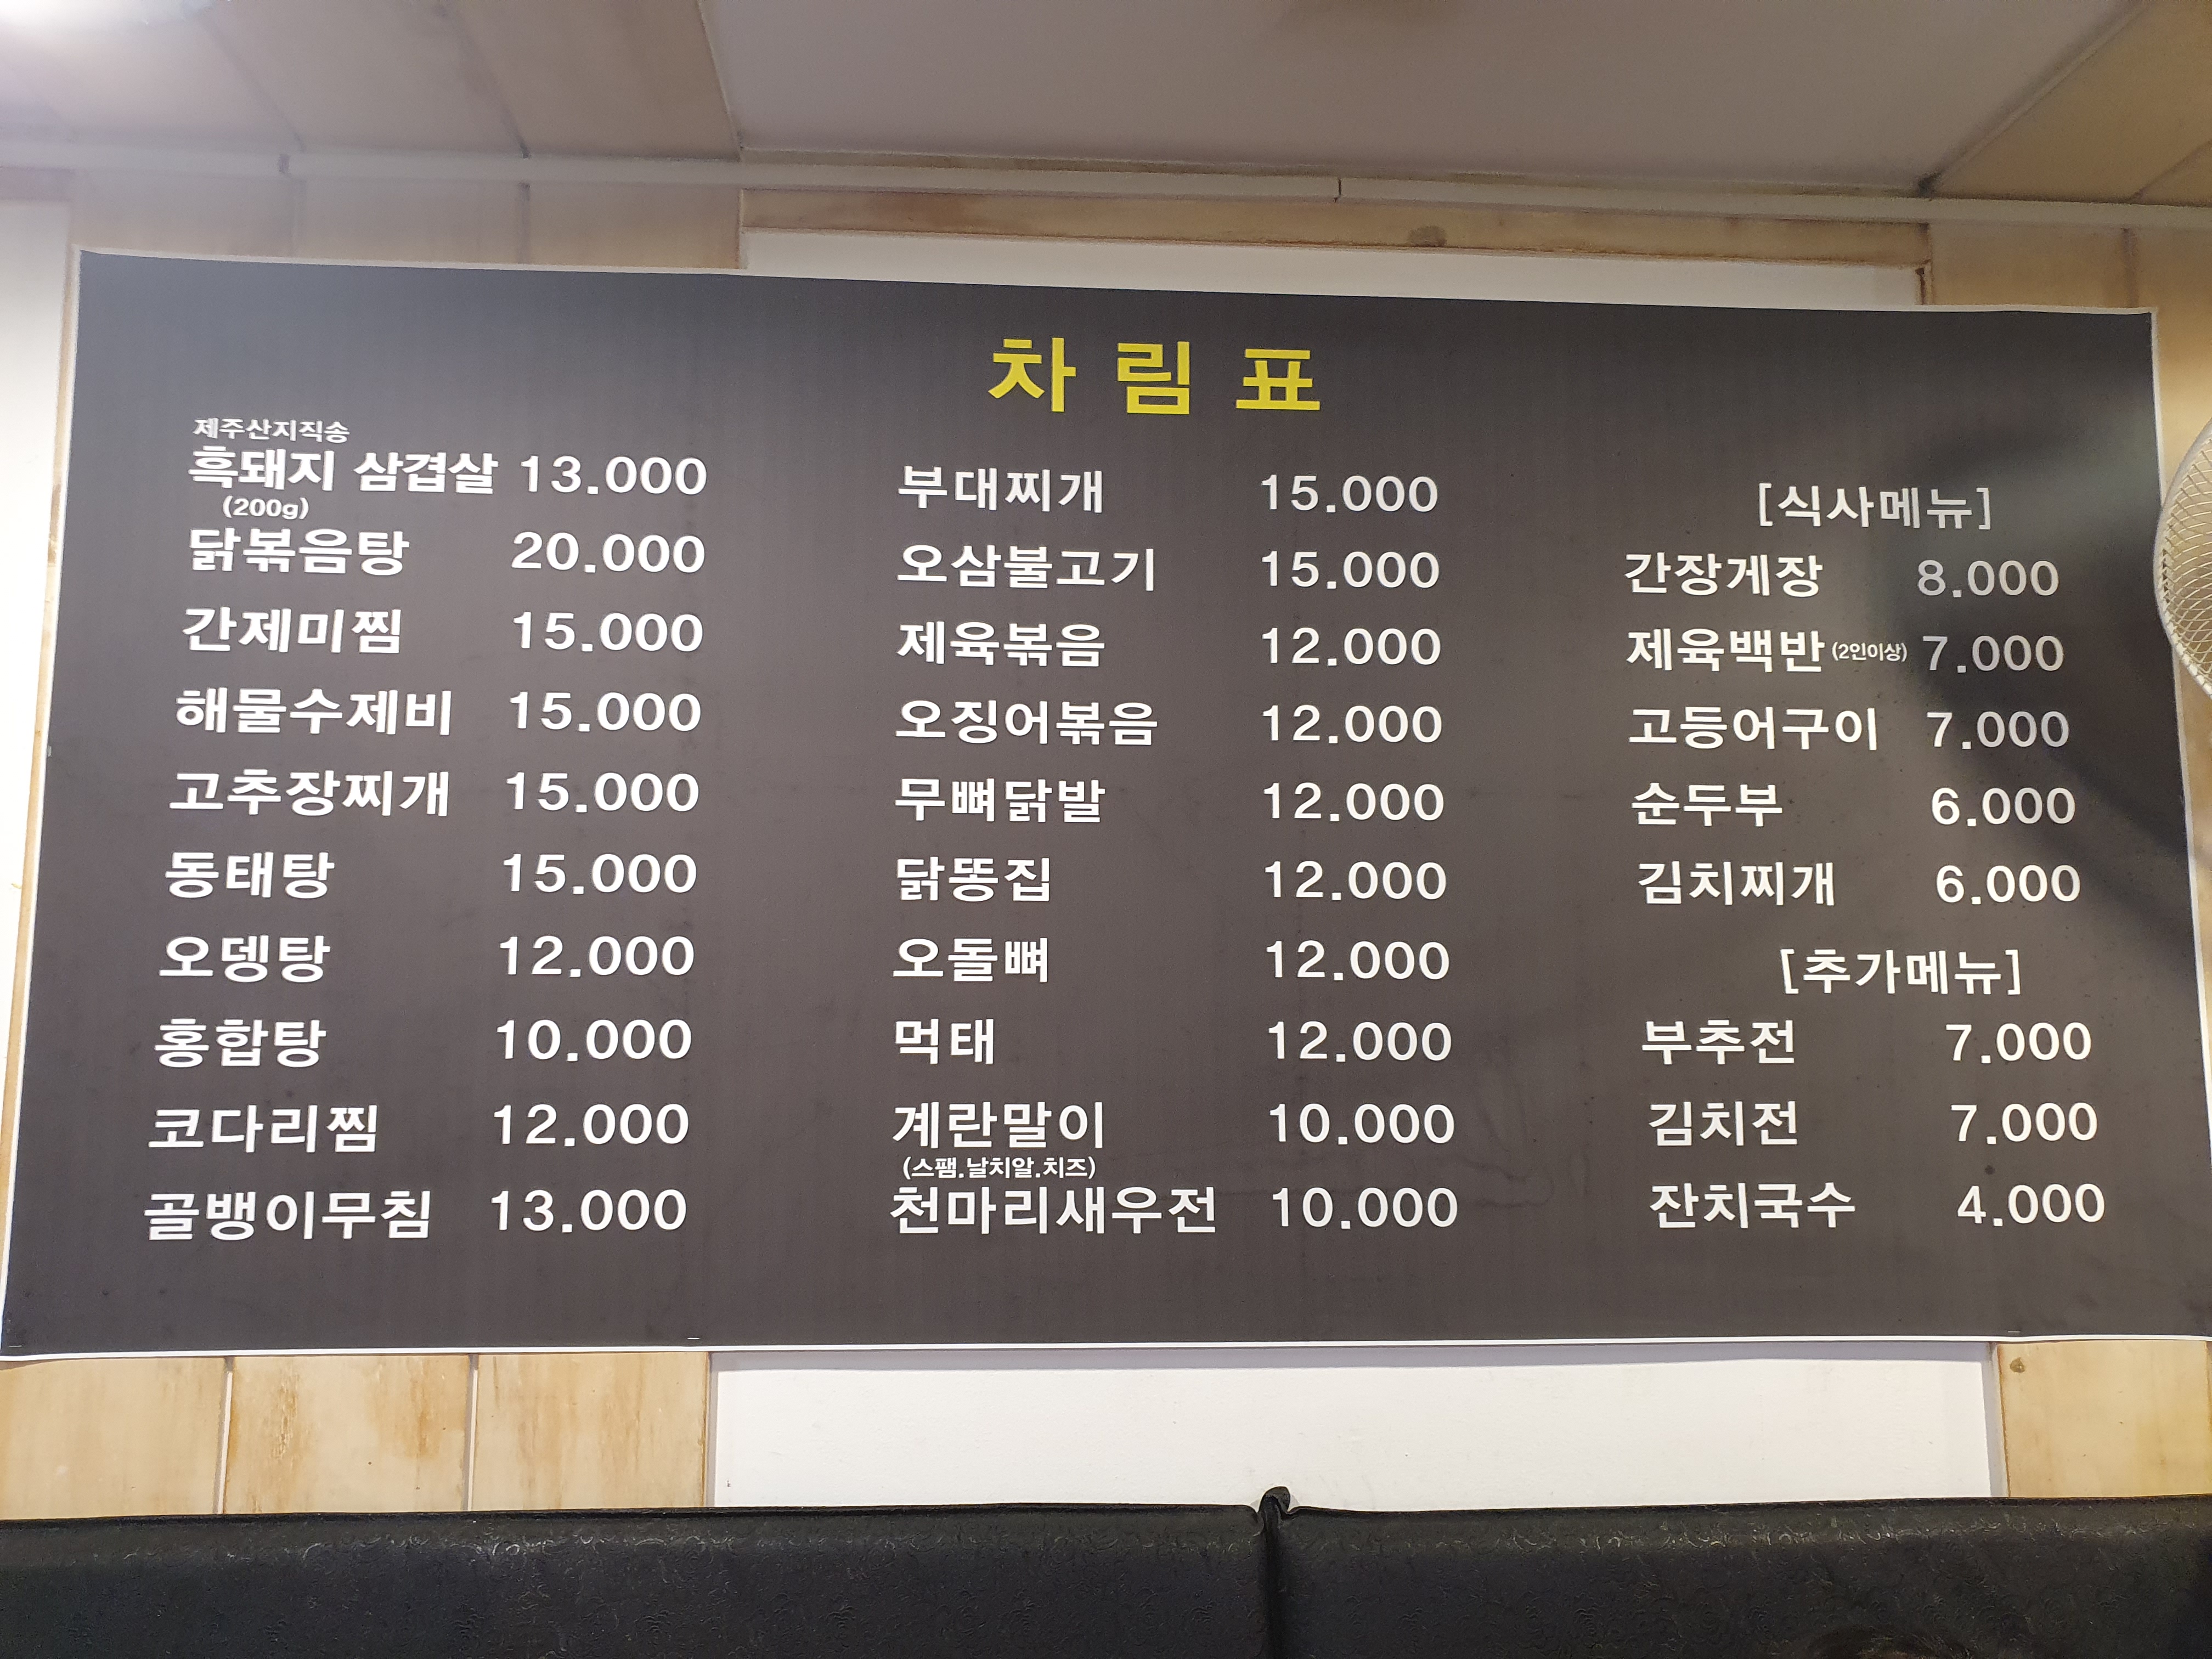 차림표
제주산지직송
흑돼지 삼겹살 13.000
(200g)
닭볶음탕 20.000
간제미찜 15.000
해물수제비 15.000
고추장찌개 15.000
동태탕 15.000
오뎅탕 12.000
홍합탕 10.000
코다리찜 12.000
골뱅이무침 13.000
부대찌개 15.000
오삼불고기 15.000
제육볶음 12.000
오징어볶음 12.000
무뼈닭발 12.000
닭똥집 12.000
오돌뼈 12.000
먹태 12.000
계란말이 10.000
(스팸.날치알.치즈)
천마리새우전 10.000
[식사메뉴]
간장게장 8.000
제육백반 (2인이상) 7.000
고등어구이 7.000
순두부 6.000
김치찌개 6.000
[추가메뉴]
부추전 7.000
김치전 7.000
잔치국수 4.000